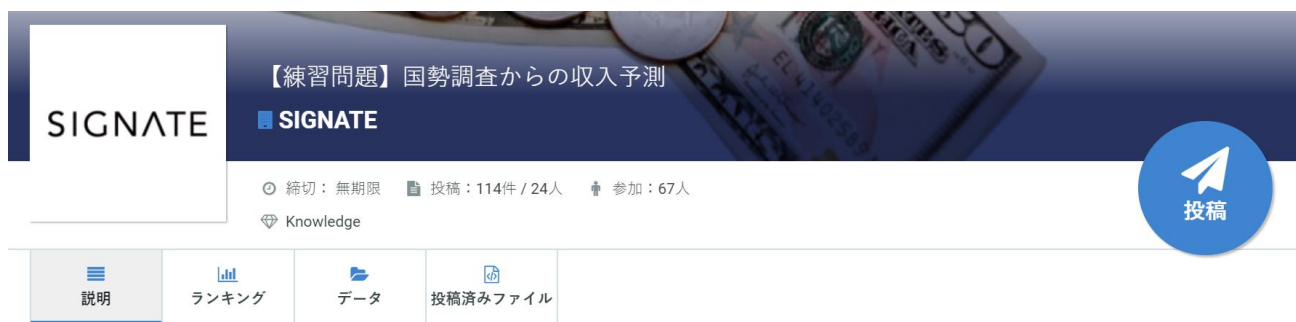 SIGNATE
【練習問題】国勢調査からの収入予測
SIGNATE
締切： 無期限 投稿：114件 / 24人 参加：67人
Knowledge
投稿
説明 ランキング データ 投稿済みファイル